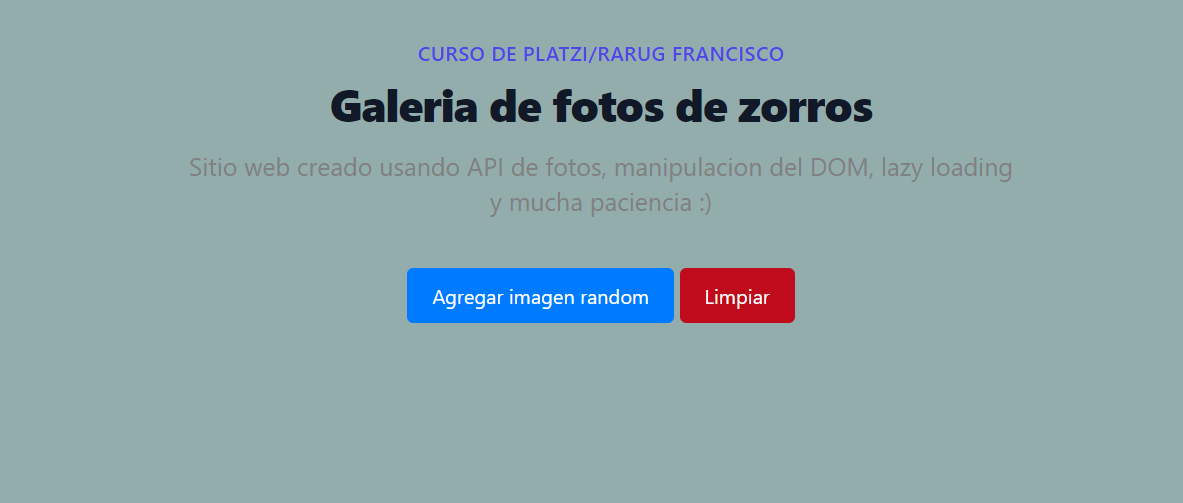 CURSO DE PLATZI/RARUG FRANCISCO
Galeria de fotos de zorros
Sitio web creado usando API de fotos, manipulacion del DOM, lazy loading
y mucha paciencia :)
Agregar imagen random
Limpiar